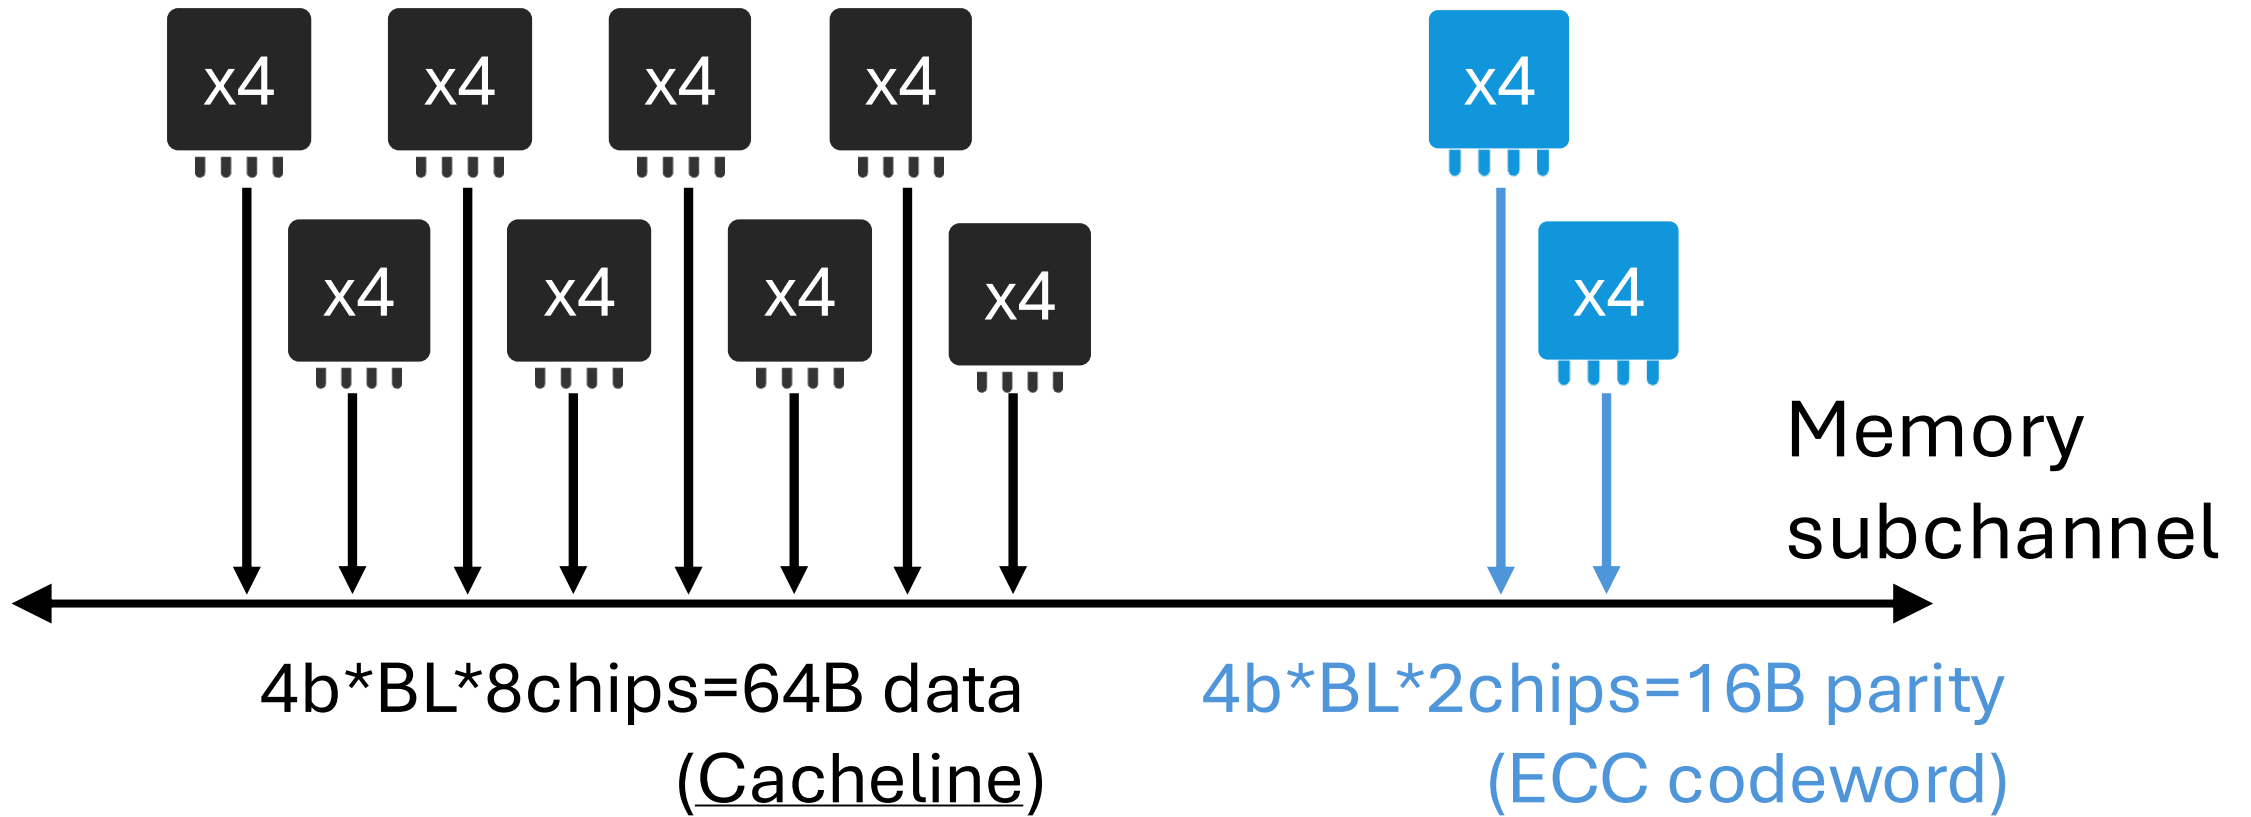 x4
x4
x4
x4
x4
x4
x4
x4
x4
x4
Memory
subchannel
4b*BL*8chips=64B data
(Cacheline)
4b*BL*2chips=16B parity
(ECC codeword)